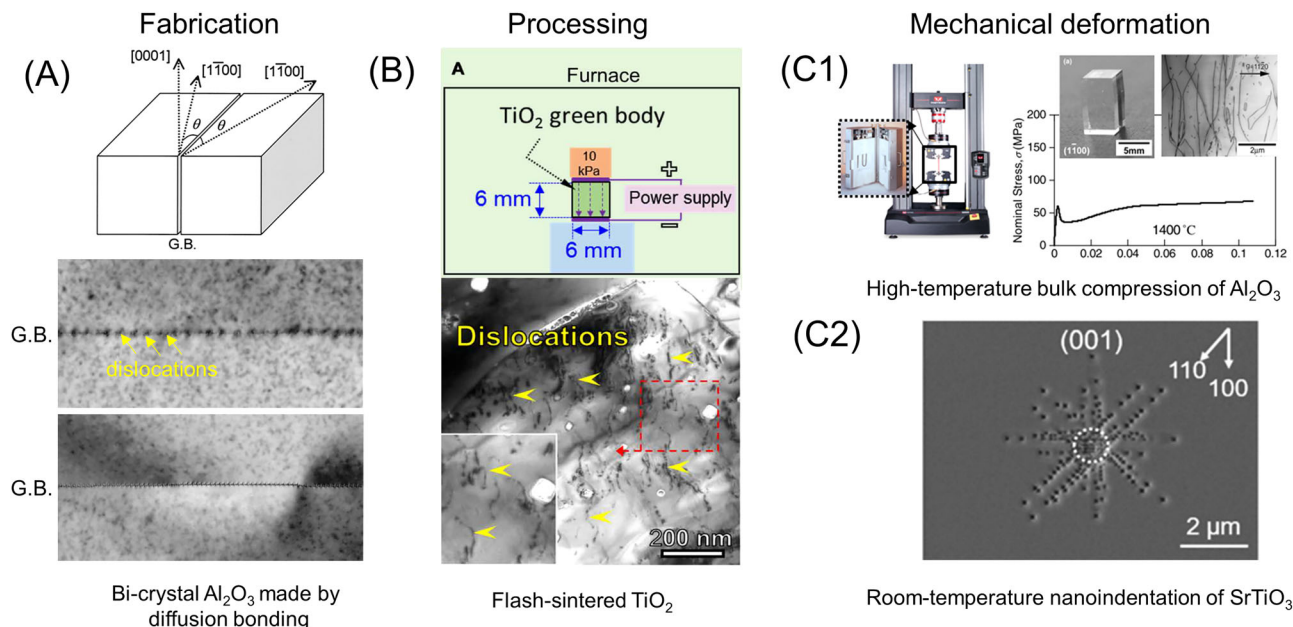 Fabrication
Processing
Mechanical deformation
(A)
[0001]
[1̄100]
[1̄100]
θ
θ
G.B.
G.B.
dislocations
G.B.
Bi-crystal Al₂O₃ made by
diffusion bonding
(B)
A
Furnace
TiO₂ green body
10
kPa
+
6 mm
Power supply
−
6 mm
Dislocations
200 nm
Flash-sintered TiO₂
(C1)
(a)
(1̄100)
5mm
g=112̄0
2μm
Nominal Stress, σ (MPa)
200
150
100
50
0
1400℃
0
0.02
0.04
0.06
0.08
0.10
0.12
High-temperature bulk compression of Al₂O₃
(C2)
(001)
110
100
2 μm
Room-temperature nanoindentation of SrTiO₃